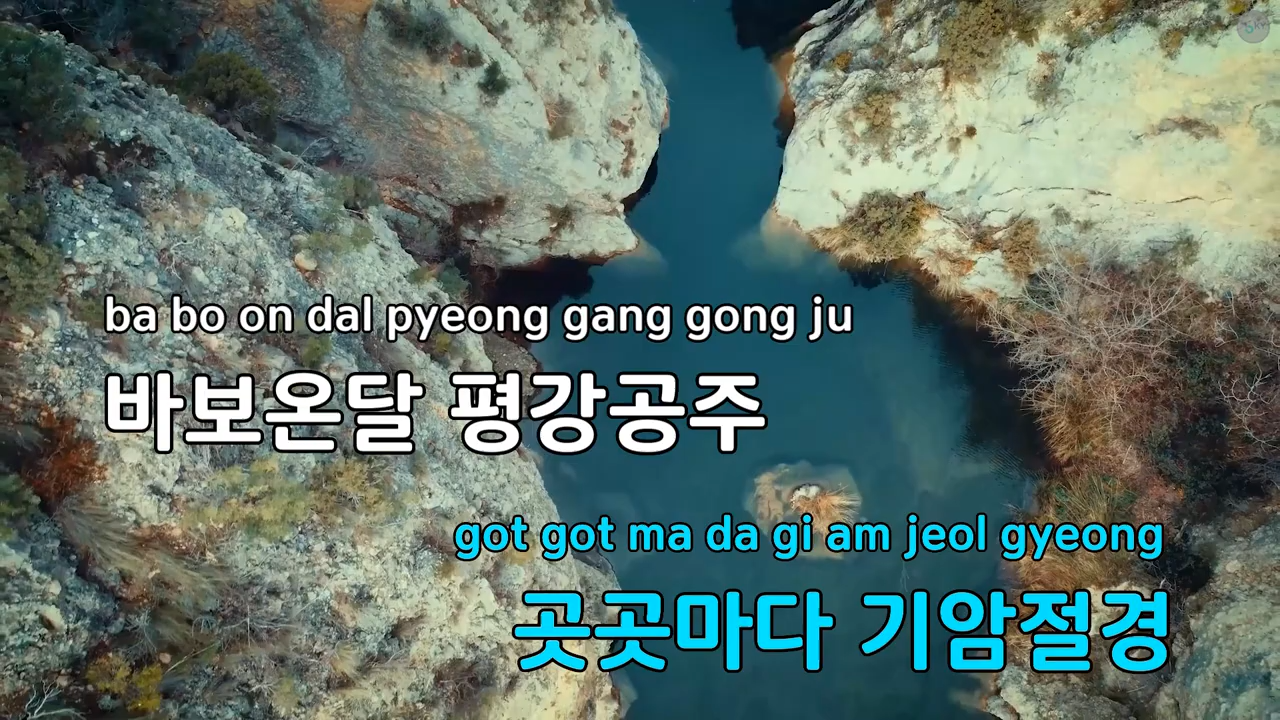 ba bo on dal pyeong gang gong ju
바보온달 평강공주
got got ma da gi am jeol gyeong
곳곳마다 기암절경